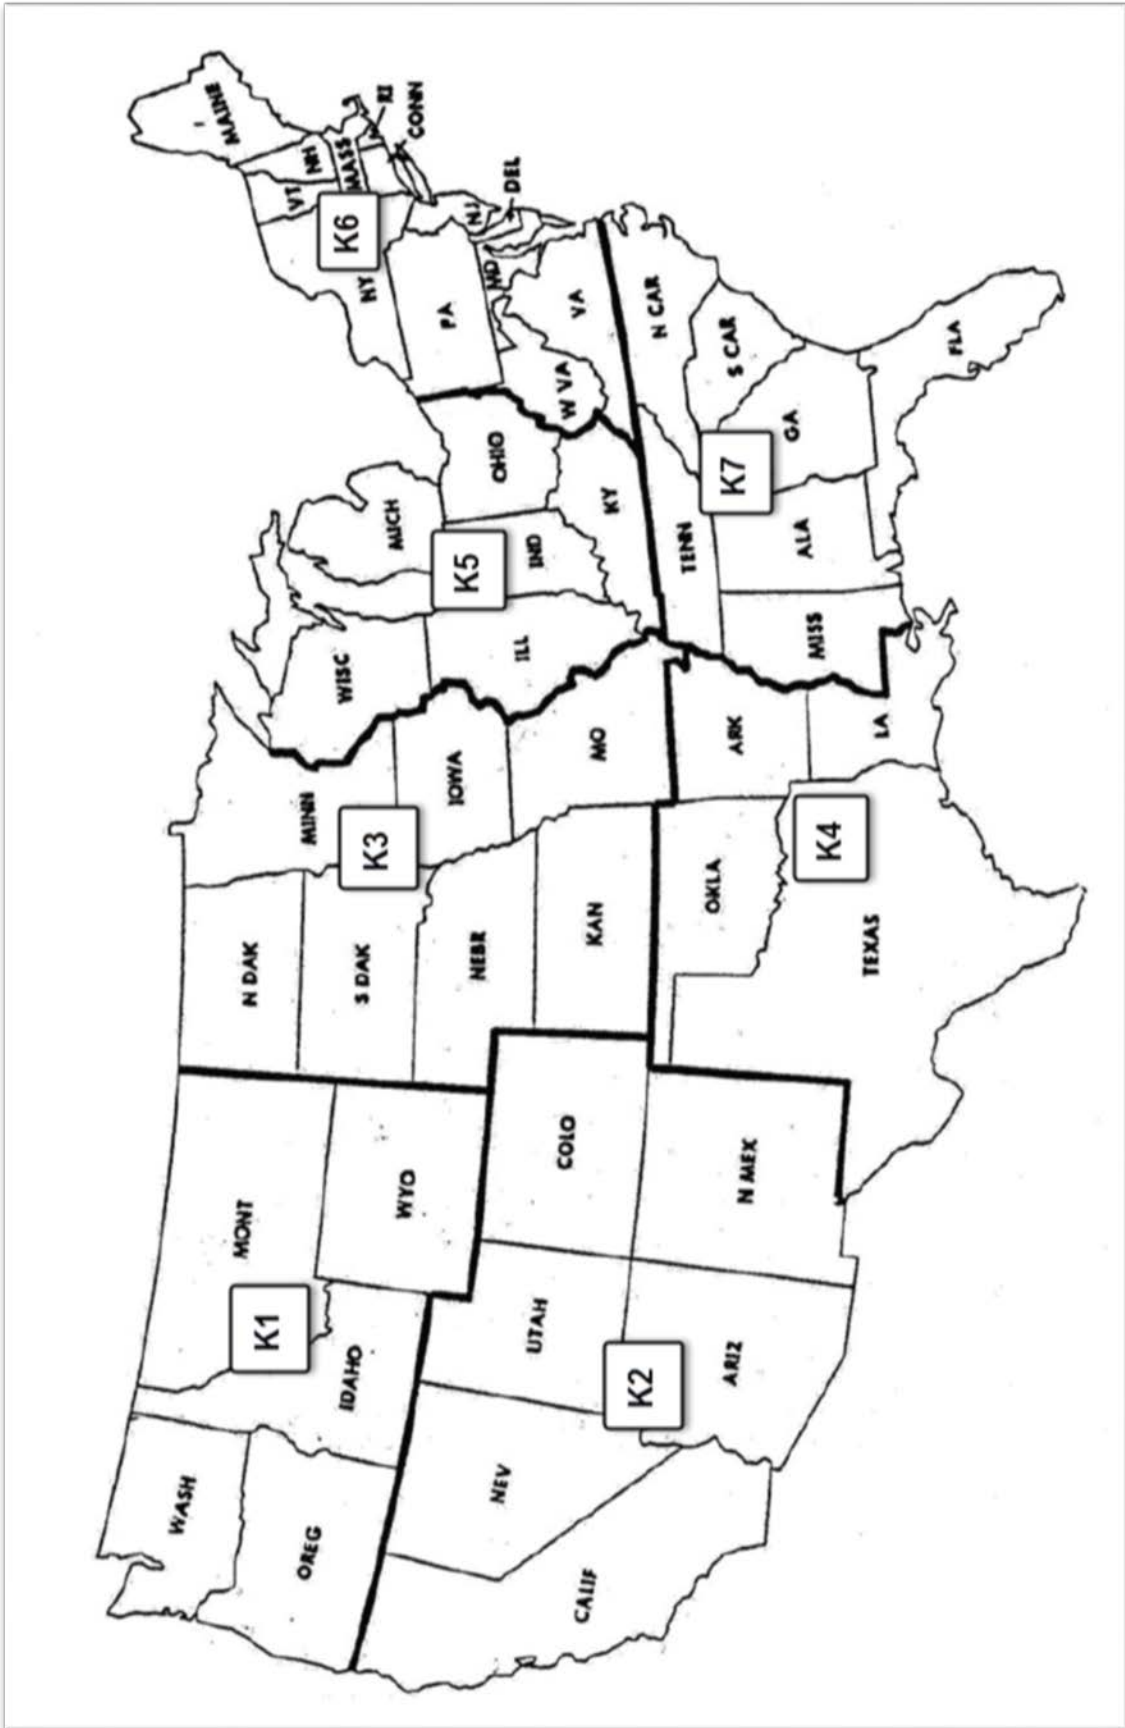 MAINE
VT
NH
MASS
RI
CONN
K6
NY
NJ
DEL
PA
MD
VA
W VA
N CAR
S CAR
GA
FLA
K7
TENN
ALA
MISS
OHIO
KY
MICH
IND
K5
ILL
WISC
MINN
IOWA
MO
K3
N DAK
S DAK
NEBR
KAN
ARK
LA
K4
OKLA
TEXAS
MONT
WYO
K1
IDAHO
WASH
OREG
COLO
N MEX
UTAH
ARIZ
K2
NEV
CALIF